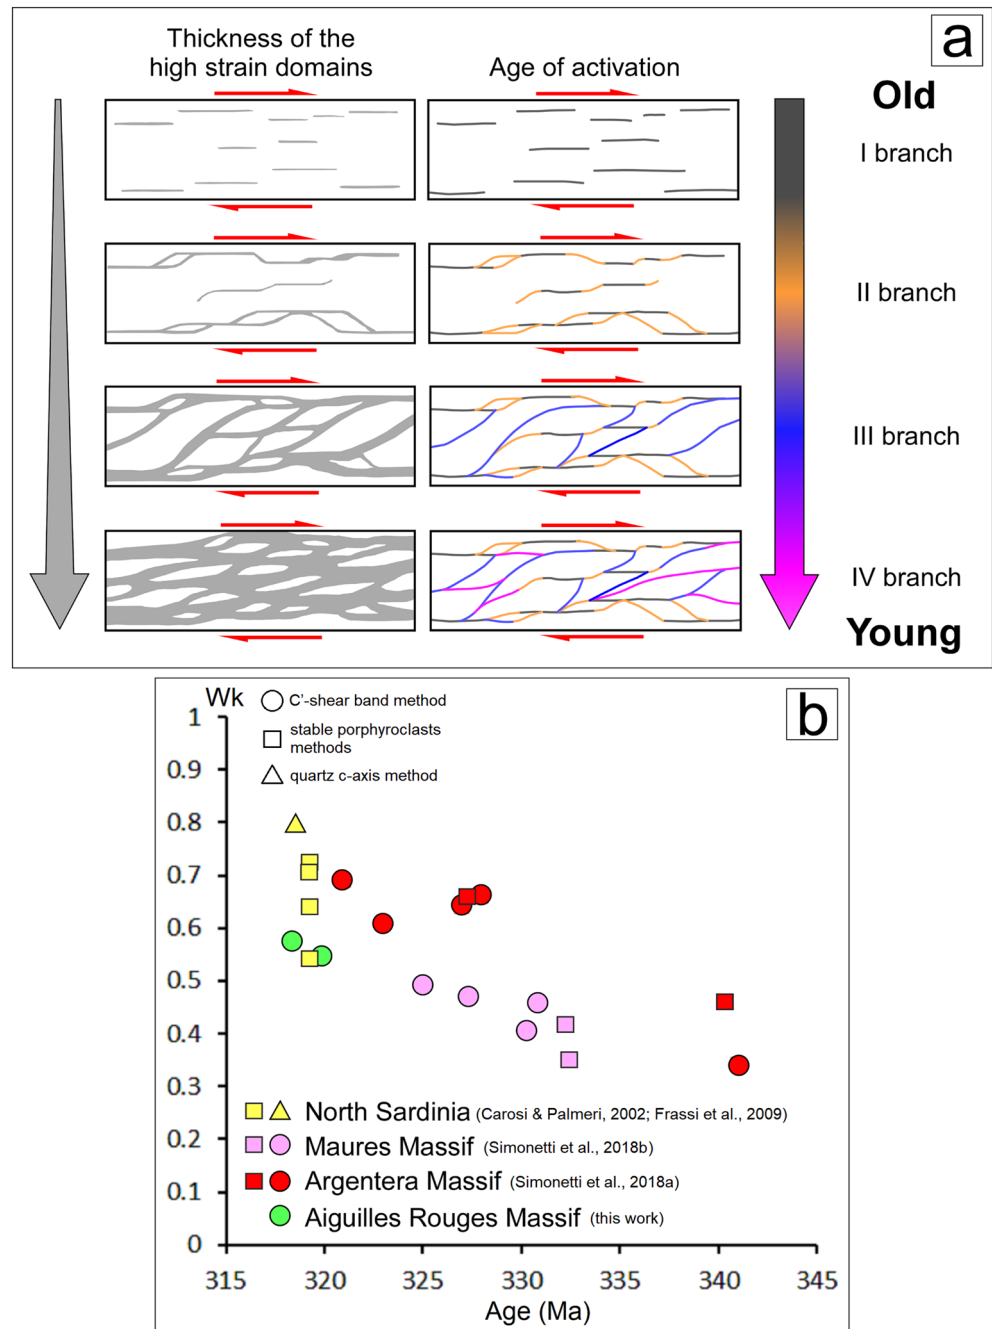 a
Thickness of the
high strain domains
Age of activation
Old
I branch
II branch
III branch
IV branch
Young
b
Wk
C'-shear band method
stable porphyroclasts
methods
quartz c-axis method
1
0.9
0.8
0.7
0.6
0.5
0.4
0.3
0.2
0.1
0
North Sardinia (Carosi & Palmeri, 2002; Frassi et al., 2009)
Maures Massif (Simonetti et al., 2018b)
Argentera Massif (Simonetti et al., 2018a)
Aiguilles Rouges Massif (this work)
315 320 325 330 335 340 345
Age (Ma)